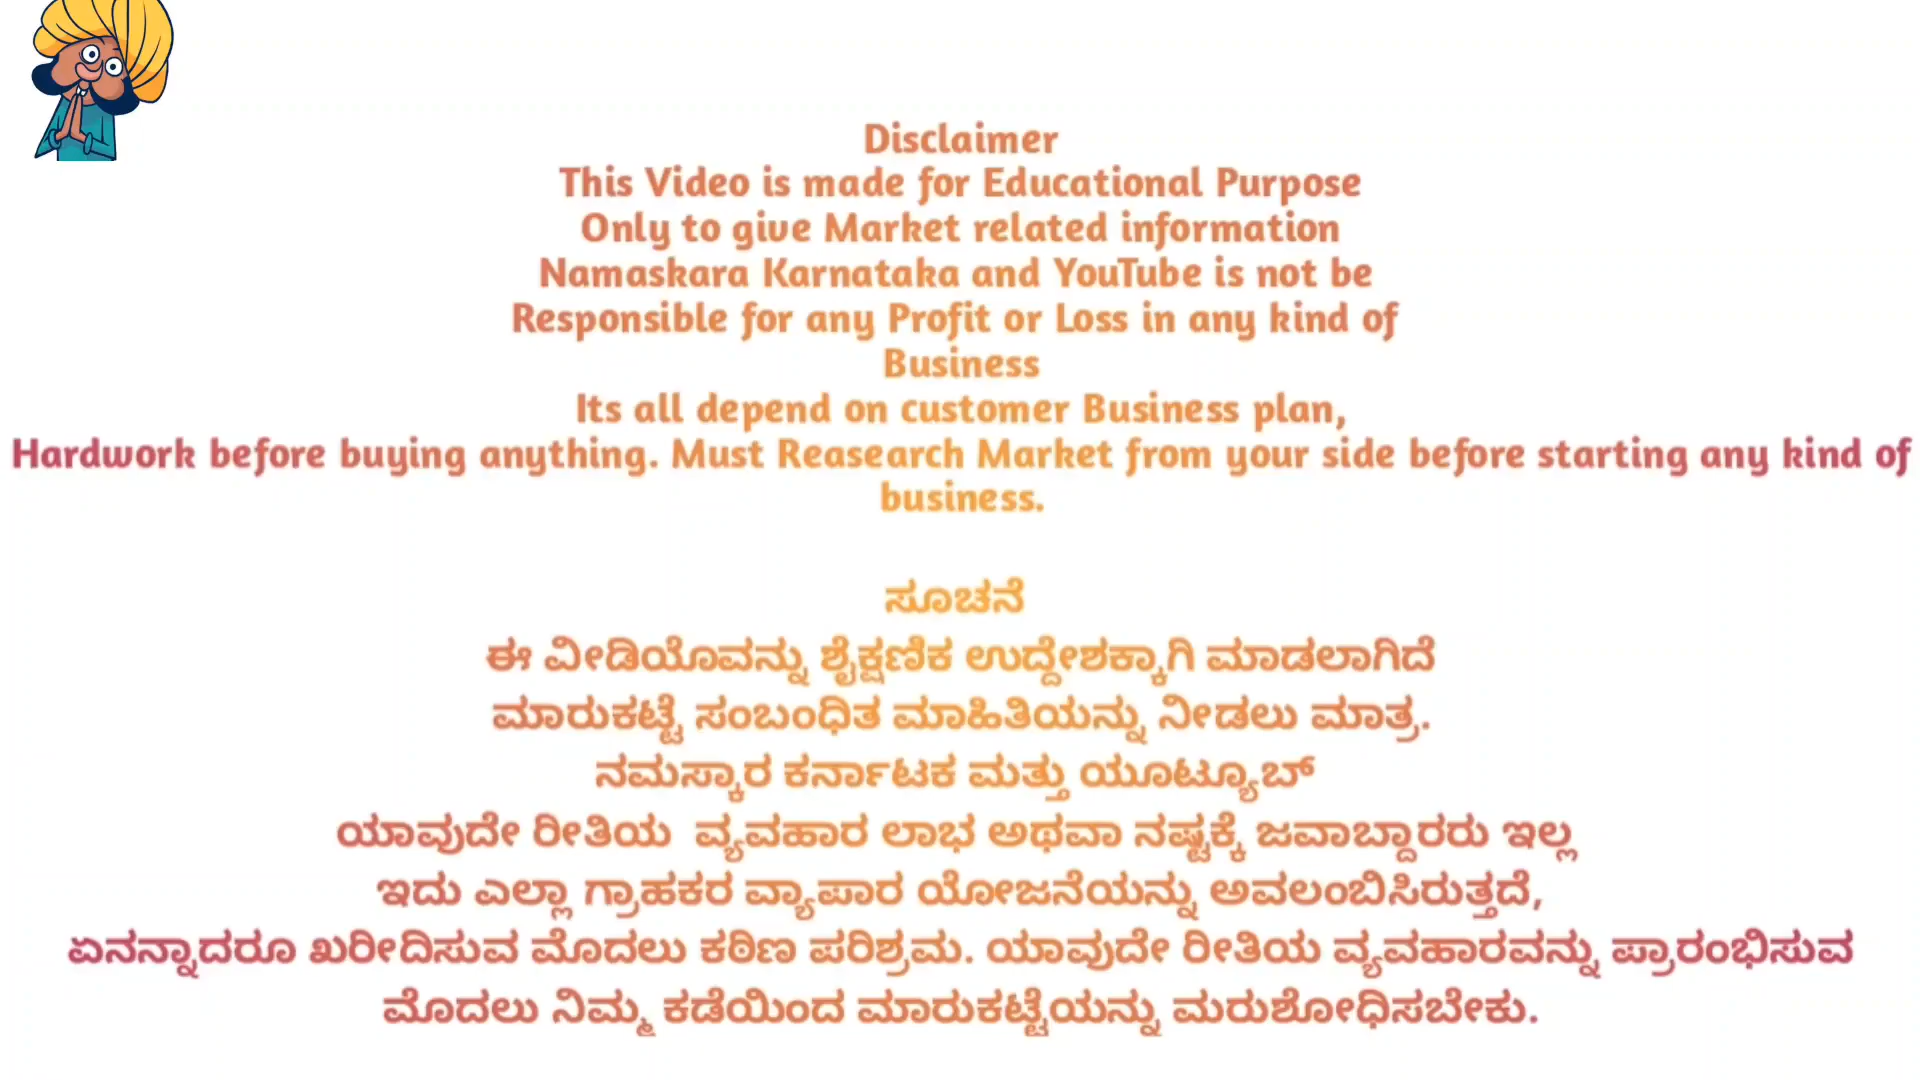 Disclaimer
This Video is made for Educational Purpose
Only to give Market related information
Namaskara Karnataka and YouTube is not be
Responsible for any Profit or Loss in any kind of
Business
Its all depend on customer Business plan,
Hardwork before buying anything. Must Reasearch Market from your side before starting any kind of
business.
ಸೂಚನೆ
ಈ ವೀಡಿಯೊವನ್ನು ಶೈಕ್ಷಣಿಕ ಉದ್ದೇಶಕ್ಕಾಗಿ ಮಾಡಲಾಗಿದೆ
ಮಾರುಕಟ್ಟೆ ಸಂಬಂಧಿತ ಮಾಹಿತಿಯನ್ನು ನೀಡಲು ಮಾತ್ರ.
ನಮಸ್ಕಾರ ಕರ್ನಾಟಕ ಮತ್ತು ಯೂಟ್ಯೂಬ್
ಯಾವುದೇ ರೀತಿಯ ವ್ಯವಹಾರ ಲಾಭ ಅಥವಾ ನಷ್ಟಕ್ಕೆ ಜವಾಬ್ದಾರರು ಇಲ್ಲ
ಇದು ಎಲ್ಲಾ ಗ್ರಾಹಕರ ವ್ಯಾಪಾರ ಯೋಜನೆಯನ್ನು ಅವಲಂಬಿಸಿರುತ್ತದೆ,
ಏನನ್ನಾದರೂ ಖರೀದಿಸುವ ಮೊದಲು ಕಠಿಣ ಪರಿಶ್ರಮ. ಯಾವುದೇ ರೀತಿಯ ವ್ಯವಹಾರವನ್ನು ಪ್ರಾರಂಭಿಸುವ
ಮೊದಲು ನಿಮ್ಮ ಕಡೆಯಿಂದ ಮಾರುಕಟ್ಟೆಯನ್ನು ಮರುಶೋಧಿಸಬೇಕು.